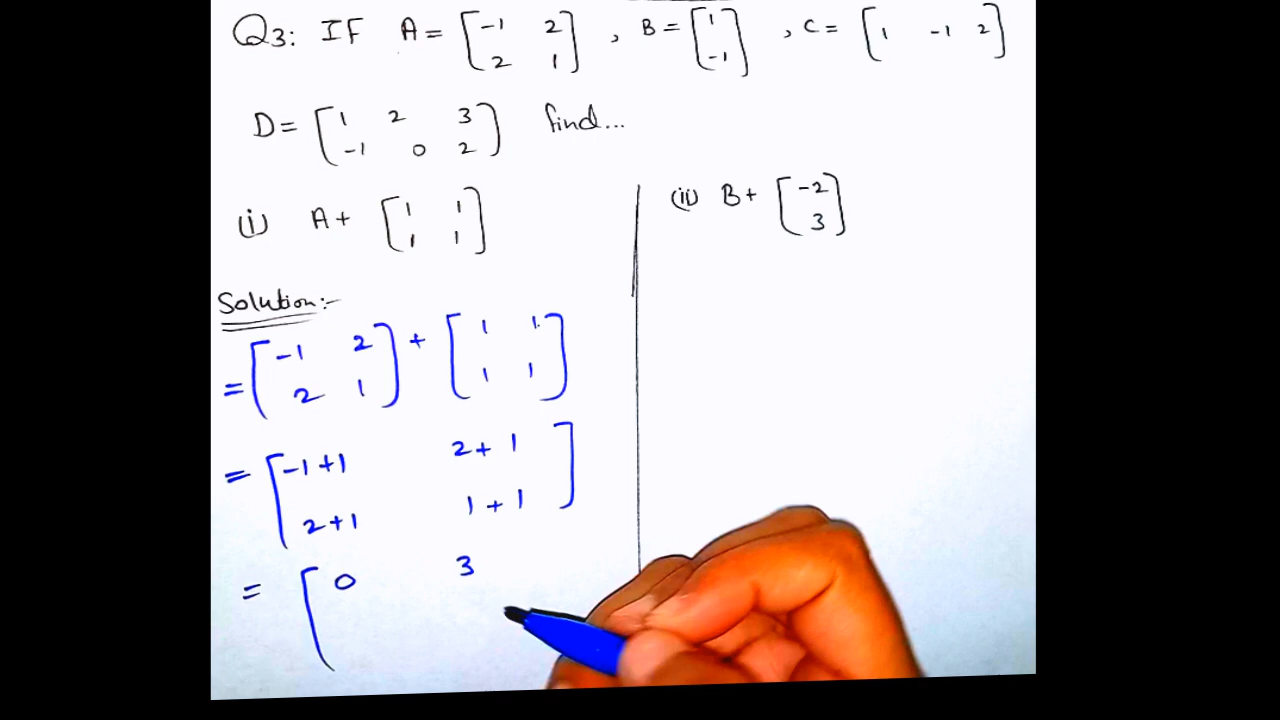 Q3: IF A = [-1 2 , B = [1 , C = [1 -1 2]
2 1] -1]
D = [1 2 3 find...
-1 0 2]
(i) A + [1 1
1 1]
Solution:-
= [-1 2 + [1 1
2 1] 1 1]
= [-1+1 2+1
2+1 1+1]
= [0 3
(ii) B + [-2
3]